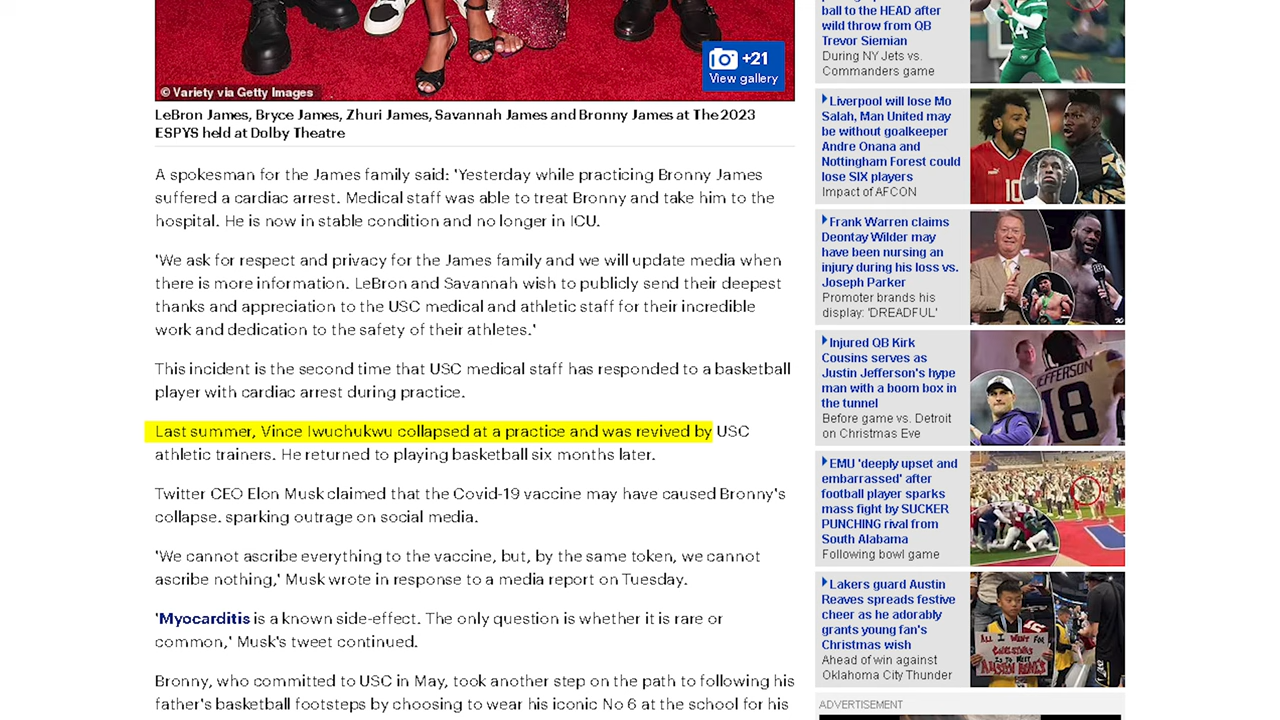 +21
View gallery
© Variety via Getty Images
LeBron James, Bryce James, Zhuri James, Savannah James and Bronny James at The 2023
ESPYS held at Dolby Theatre
A spokesman for the James family said: 'Yesterday while practicing Bronny James
suffered a cardiac arrest. Medical staff was able to treat Bronny and take him to the
hospital. He is now in stable condition and no longer in ICU.
'We ask for respect and privacy for the James family and we will update media when
there is more information. LeBron and Savannah wish to publicly send their deepest
thanks and appreciation to the USC medical and athletic staff for their incredible
work and dedication to the safety of their athletes.'
This incident is the second time that USC medical staff has responded to a basketball
player with cardiac arrest during practice.
Last summer, Vince Iwuchukwu collapsed at a practice and was revived by USC
athletic trainers. He returned to playing basketball six months later.
Twitter CEO Elon Musk claimed that the Covid-19 vaccine may have caused Bronny's
collapse. sparking outrage on social media.
'We cannot ascribe everything to the vaccine, but, by the same token, we cannot
ascribe nothing,' Musk wrote in response to a media report on Tuesday.
'Myocarditis is a known side-effect. The only question is whether it is rare or
common,' Musk's tweet continued.
Bronny, who committed to USC in May, took another step on the path to following his
father's basketball footsteps by choosing to wear his iconic No 6 at the school for his
ball to the HEAD after
wild throw from QB
Trevor Siemian
During NY Jets vs.
Commanders game
14
Liverpool will lose Mo
Salah, Man United may
be without goalkeeper
Andre Onana and
Nottingham Forest could
lose SIX players
Impact of AFCON
10
Frank Warren claims
Deontay Wilder may
have been nursing an
injury during his loss vs.
Joseph Parker
Promoter brands his
display: 'DREADFUL'
Injured QB Kirk
Cousins serves as
Justin Jefferson's hype
man with a boom box in
the tunnel
Before game vs. Detroit
on Christmas Eve
JEFFERSON
18
EMU 'deeply upset and
embarrassed' after
football player sparks
mass fight by SUCKER
PUNCHING rival from
South Alabama
Following bowl game
Lakers guard Austin
Reaves spreads festive
cheer as he adorably
grants young fan's
Christmas wish
Ahead of win against
Oklahoma City Thunder
ALL I WANT FOR
CHRISTMAS
IS TO MEET
AUSTIN REAVES
ADVERTISEMENT